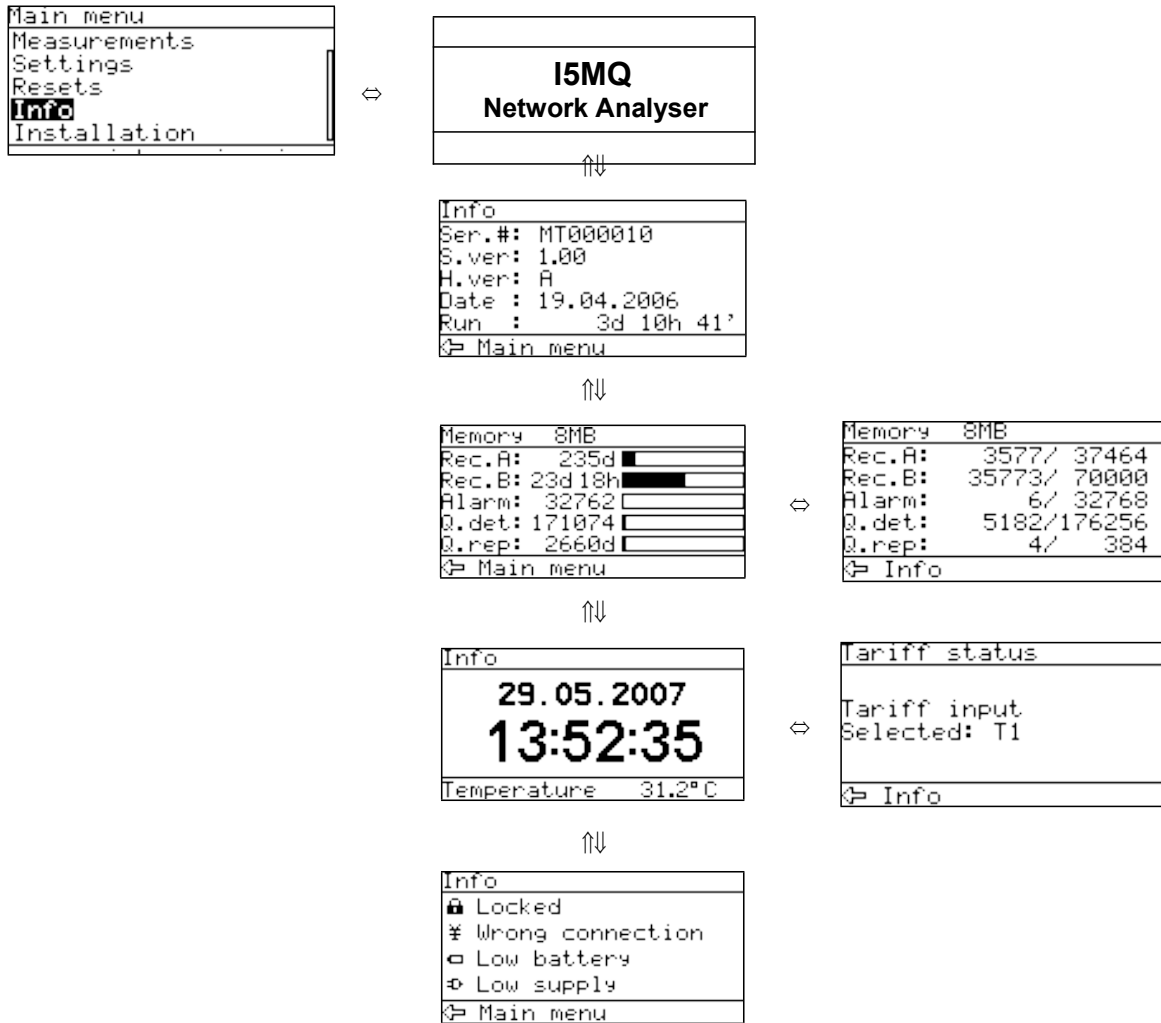 Main menu
Measurements
Settings
Resets
Info
Installation
⇔
I5MQ
Network Analyser
⇑⇓
Info
Ser.#: MT000010
S.ver: 1.00
H.ver: A
Date : 19.04.2006
Run : 3d 10h 41'
⇦ Main menu
⇑⇓
Memory 8MB
Rec.A: 235d
Rec.B: 23d18h
Alarm: 32762
Q.det: 171074
Q.rep: 2660d
⇦ Main menu
⇔
Memory 8MB
Rec.A: 3577/ 37464
Rec.B: 35773/ 70000
Alarm: 6/ 32768
Q.det: 5182/176256
Q.rep: 4/ 384
⇦ Info
⇑⇓
Info
29.05.2007
13:52:35
Temperature 31.2°C
⇔
Tariff status
Tariff input
Selected: T1
⇦ Info
⇑⇓
Info
Locked
¥ Wrong connection
Low battery
Low supply
⇦ Main menu